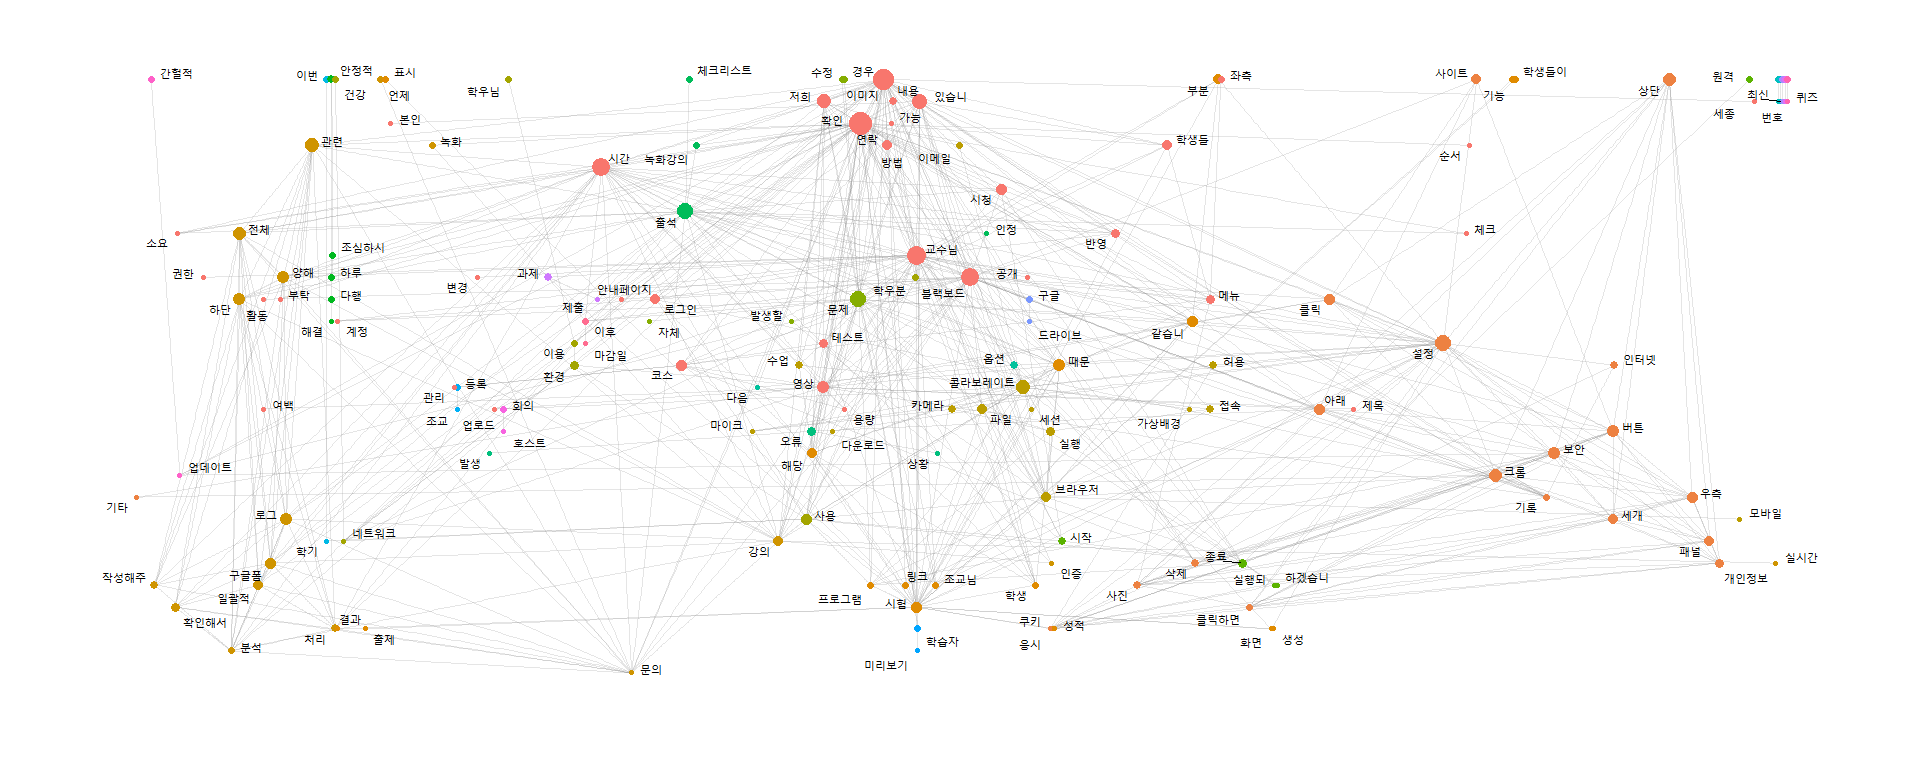 간헐적
이번
안정적
표시
건강
언제
학우님
체크리스트
수정
경우
저희
이미지
내용
있습니
좌측
부분
사이트
학생들이
기능
상단
원격
최신
퀴즈
세종
번호
본인
확인
가능
관련
녹화
시간
녹화강의
연락
방법
이메일
학생들
순서
시청
출석
소요
전체
조심하시
인정
반영
체크
교수님
권한
양해
하루
변경
과제
공개
블랙보드
하단
활동
부탁
다행
안내페이지
제출
로그인
문제
학우분
구글
메뉴
클릭
해결
계정
이후
자체
발생할
드라이브
같습니
이용
마감일
테스트
설정
환경
코스
수업
옵션
때문
허용
인터넷
등록
관리
다음
영상
콜라보레이트
여백
조교
업로드
회의
용량
카메라
파일
세션
가상배경
접속
아래
제목
호스트
마이크
오류
다운로드
실행
버튼
발생
해당
상황
보안
업데이트
크롬
기타
브라우저
기록
우측
로그
사용
세개
모바일
학기
네트워크
강의
시작
패널
구글폼
인증
삭제
종료
개인정보
실시간
작성해주
일괄적
프로그램
링크
조교님
학생
사진
실행되
하겠습니
확인해서
시험
클릭하면
처리
결과
출제
학습자
쿠키
성적
응시
화면
생성
분석
미리보기
문의